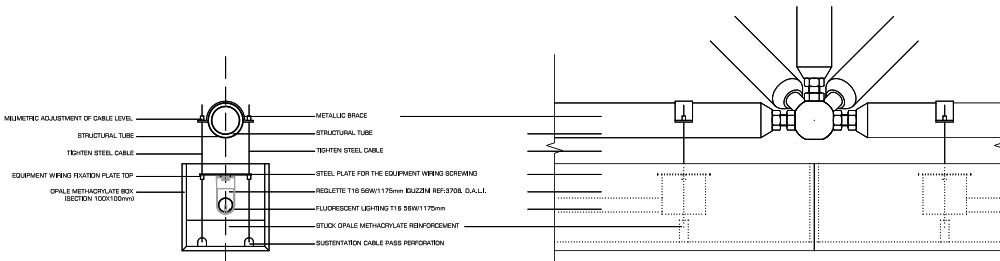 MILIMETRIC ADJUSTMENT OF CABLE LEVEL
STRUCTURAL TUBE
TIGHTEN STEEL CABLE
EQUIPMENT WIRING FIXATION PLATE TOP
OPALE METHACRYLATE BOX
(SECTION 100X100mm)
METALLIC BRACE
STRUCTURAL TUBE
TIGHTEN STEEL CABLE
STEEL PLATE FOR THE EQUIPMENT WIRING SCREWING
REGLETTE T16 56W/1175mm IGUZZINI REF:3708. D.A.L.I.
FLUORESCENT LIGHTING T16 56W/1175mm
STUCK OPALE METHACRYLATE REINFORCEMENT
SUSTENTATION CABLE PASS PERFORATION